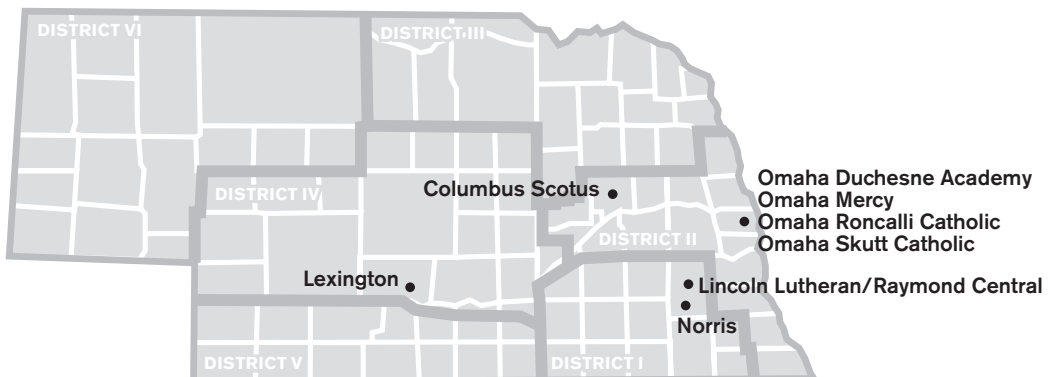 DISTRICT VI
DISTRICT III
Columbus Scotus
DISTRICT IV
Omaha Duchesne Academy
Omaha Mercy
Omaha Roncalli Catholic
Omaha Skutt Catholic
DISTRICT II
Lexington
Lincoln Lutheran/Raymond Central
Norris
DISTRICT V
DISTRICT I